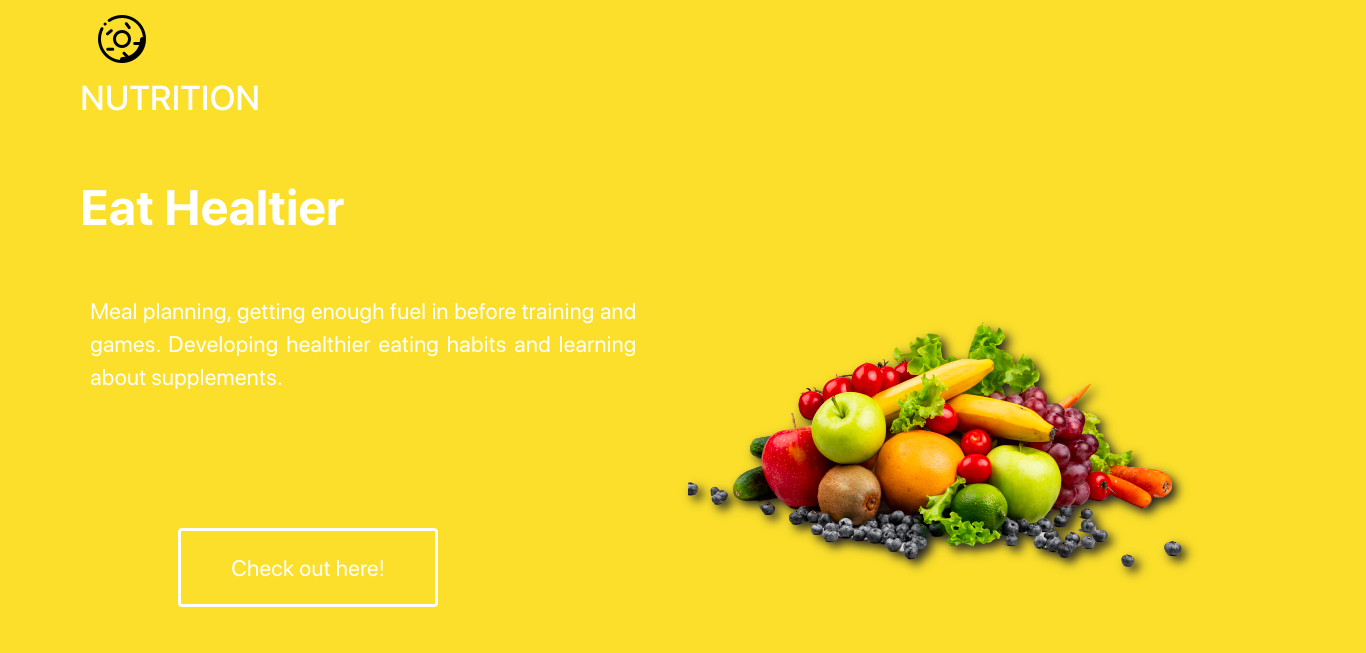 NUTRITION
Eat Healtier
Meal planning, getting enough fuel in before training and
games. Developing healthier eating habits and learning
about supplements.
Check out here!